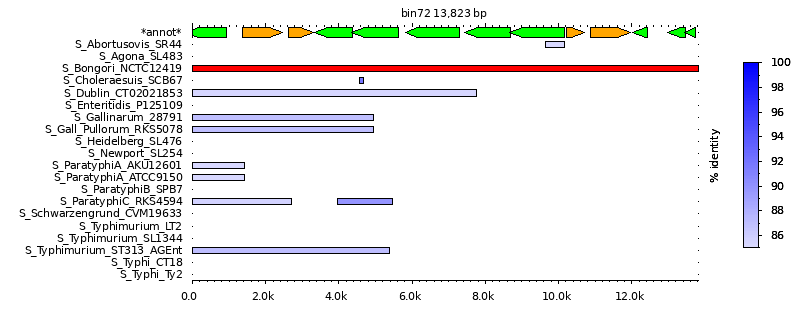 bin72 13,823 bp
*annot*
S_Abortusovis_SR44
S_Agona_SL483
S_Bongori_NCTC12419
S_Choleraesuis_SCB67
S_Dublin_CT02021853
S_Enteritidis_P125109
S_Gallinarum_28791
S_Gall_Pullorum_RKS5078
S_Heidelberg_SL476
S_Newport_SL254
S_ParatyphiA_AKU12601
S_ParatyphiA_ATCC9150
S_ParatyphiB_SPB7
S_ParatyphiC_RKS4594
S_Schwarzengrund_CVM19633
S_Typhimurium_LT2
S_Typhimurium_SL1344
S_Typhimurium_ST313_AGEnt
S_Typhi_CT18
S_Typhi_Ty2
0.0 2.0k 4.0k 6.0k 8.0k 10.0k 12.0k
% identity
100
98
96
94
92
90
88
86